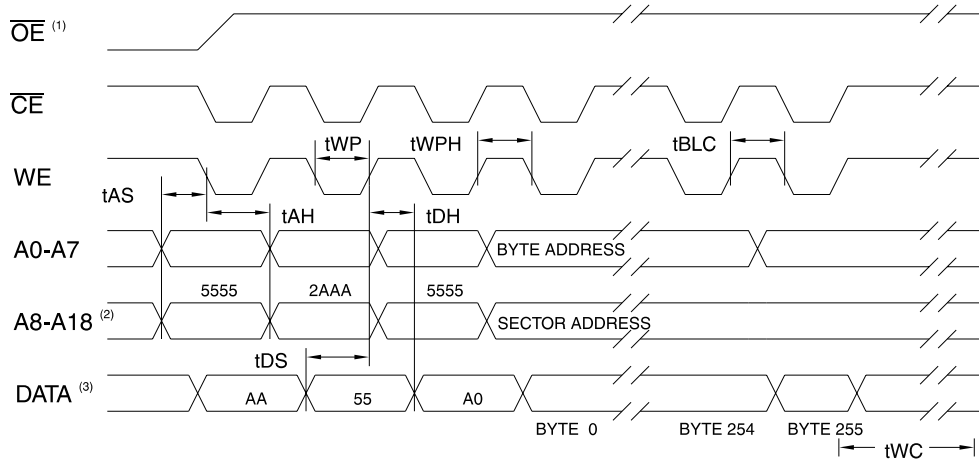 OE (1)
CE
tWP tWPH tBLC
WE
tAS
tAH tDH
A0-A7 BYTE ADDRESS
5555 2AAA 5555
A8-A18 (2) SECTOR ADDRESS
tDS
DATA (3) AA 55 A0
BYTE 0 BYTE 254 BYTE 255
tWC